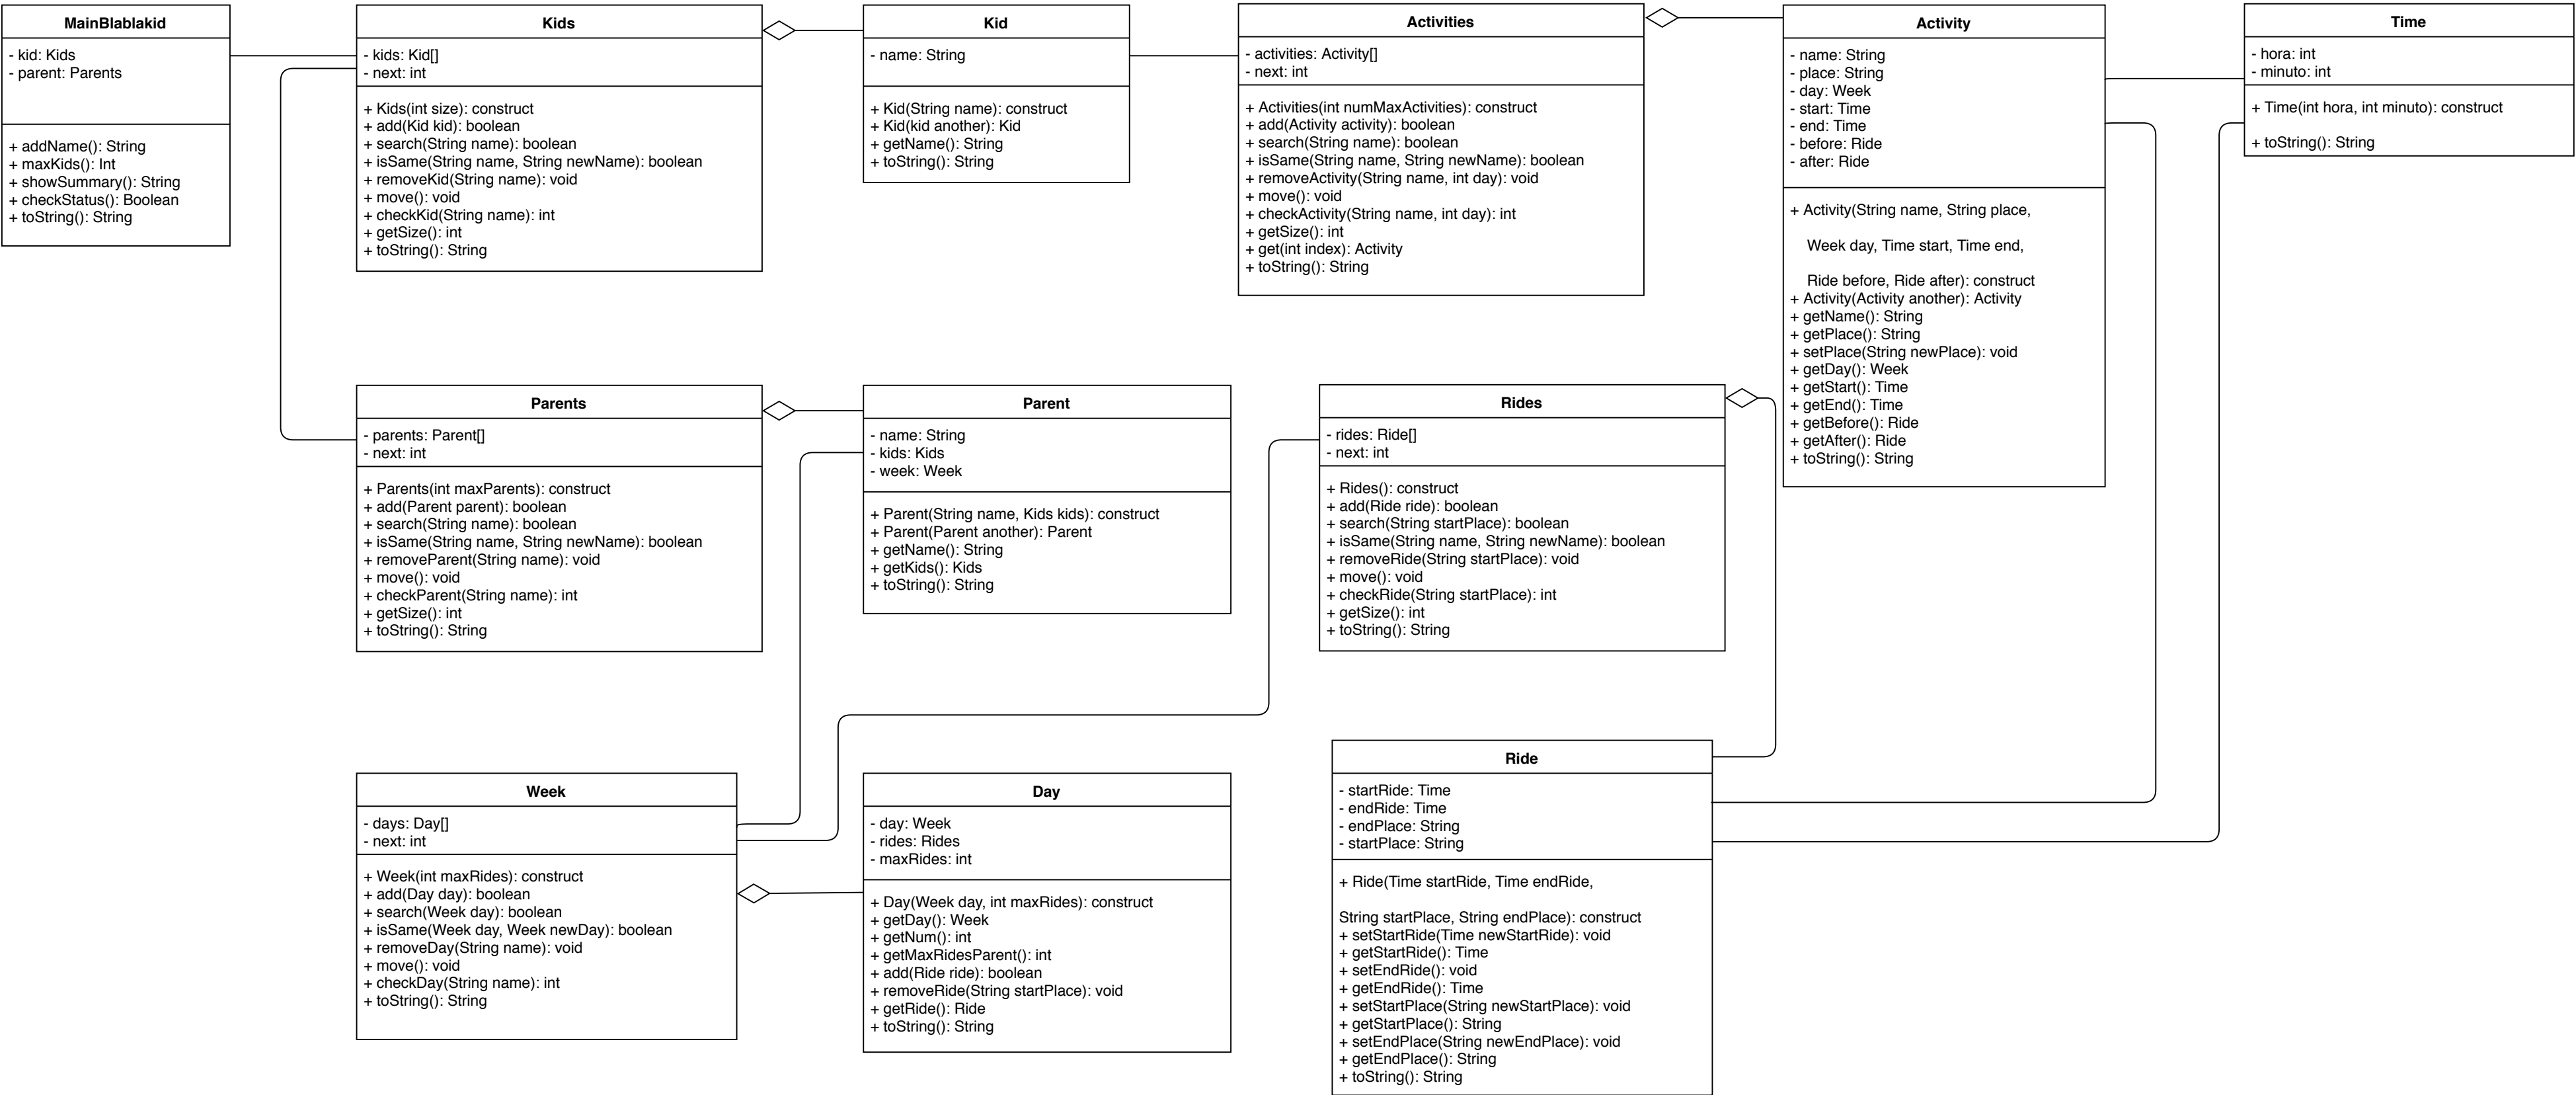 MainBlablakid
- kid: Kids
- parent: Parents
+ addName(): String
+ maxKids(): Int
+ showSummary(): String
+ checkStatus(): Boolean
+ toString(): String
Kids
- kids: Kid[]
- next: int
+ Kids(int size): construct
+ add(Kid kid): boolean
+ search(String name): boolean
+ isSame(String name, String newName): boolean
+ removeKid(String name): void
+ move(): void
+ checkKid(String name): int
+ getSize(): int
+ toString(): String
Kid
- name: String
+ Kid(String name): construct
+ Kid(kid another): Kid
+ getName(): String
+ toString(): String
Activities
- activities: Activity[]
- next: int
+ Activities(int numMaxActivities): construct
+ add(Activity activity): boolean
+ search(String name): boolean
+ isSame(String name, String newName): boolean
+ removeActivity(String name, int day): void
+ move(): void
+ checkActivity(String name, int day): int
+ getSize(): int
+ get(int index): Activity
+ toString(): String
Activity
- name: String
- place: String
- day: Week
- start: Time
- end: Time
- before: Ride
- after: Ride
+ Activity(String name, String place,
Week day, Time start, Time end,
Ride before, Ride after): construct
+ Activity(Activity another): Activity
+ getName(): String
+ getPlace(): String
+ setPlace(String newPlace): void
+ getDay(): Week
+ getStart(): Time
+ getEnd(): Time
+ getBefore(): Ride
+ getAfter(): Ride
+ toString(): String
Time
- hora: int
- minuto: int
+ Time(int hora, int minuto): construct
+ toString(): String
Parents
- parents: Parent[]
- next: int
+ Parents(int maxParents): construct
+ add(Parent parent): boolean
+ search(String name): boolean
+ isSame(String name, String newName): boolean
+ removeParent(String name): void
+ move(): void
+ checkParent(String name): int
+ getSize(): int
+ toString(): String
Parent
- name: String
- kids: Kids
- week: Week
+ Parent(String name, Kids kids): construct
+ Parent(Parent another): Parent
+ getName(): String
+ getKids(): Kids
+ toString(): String
Rides
- rides: Ride[]
- next: int
+ Rides(): construct
+ add(Ride ride): boolean
+ search(String startPlace): boolean
+ isSame(String name, String newName): boolean
+ removeRide(String startPlace): void
+ move(): void
+ checkRide(String startPlace): int
+ getSize(): int
+ toString(): String
Week
- days: Day[]
- next: int
+ Week(int maxRides): construct
+ add(Day day): boolean
+ search(Week day): boolean
+ isSame(Week day, Week newDay): boolean
+ removeDay(String name): void
+ move(): void
+ checkDay(String name): int
+ toString(): String
Day
- day: Week
- rides: Rides
- maxRides: int
+ Day(Week day, int maxRides): construct
+ getDay(): Week
+ getNum(): int
+ getMaxRidesParent(): int
+ add(Ride ride): boolean
+ removeRide(String startPlace): void
+ getRide(): Ride
+ toString(): String
Ride
- startRide: Time
- endRide: Time
- endPlace: String
- startPlace: String
+ Ride(Time startRide, Time endRide,
String startPlace, String endPlace): construct
+ setStartRide(Time newStartRide): void
+ getStartRide(): Time
+ setEndRide(): void
+ getEndRide(): Time
+ setStartPlace(String newStartPlace): void
+ getStartPlace(): String
+ setEndPlace(String newEndPlace): void
+ getEndPlace(): String
+ toString(): String